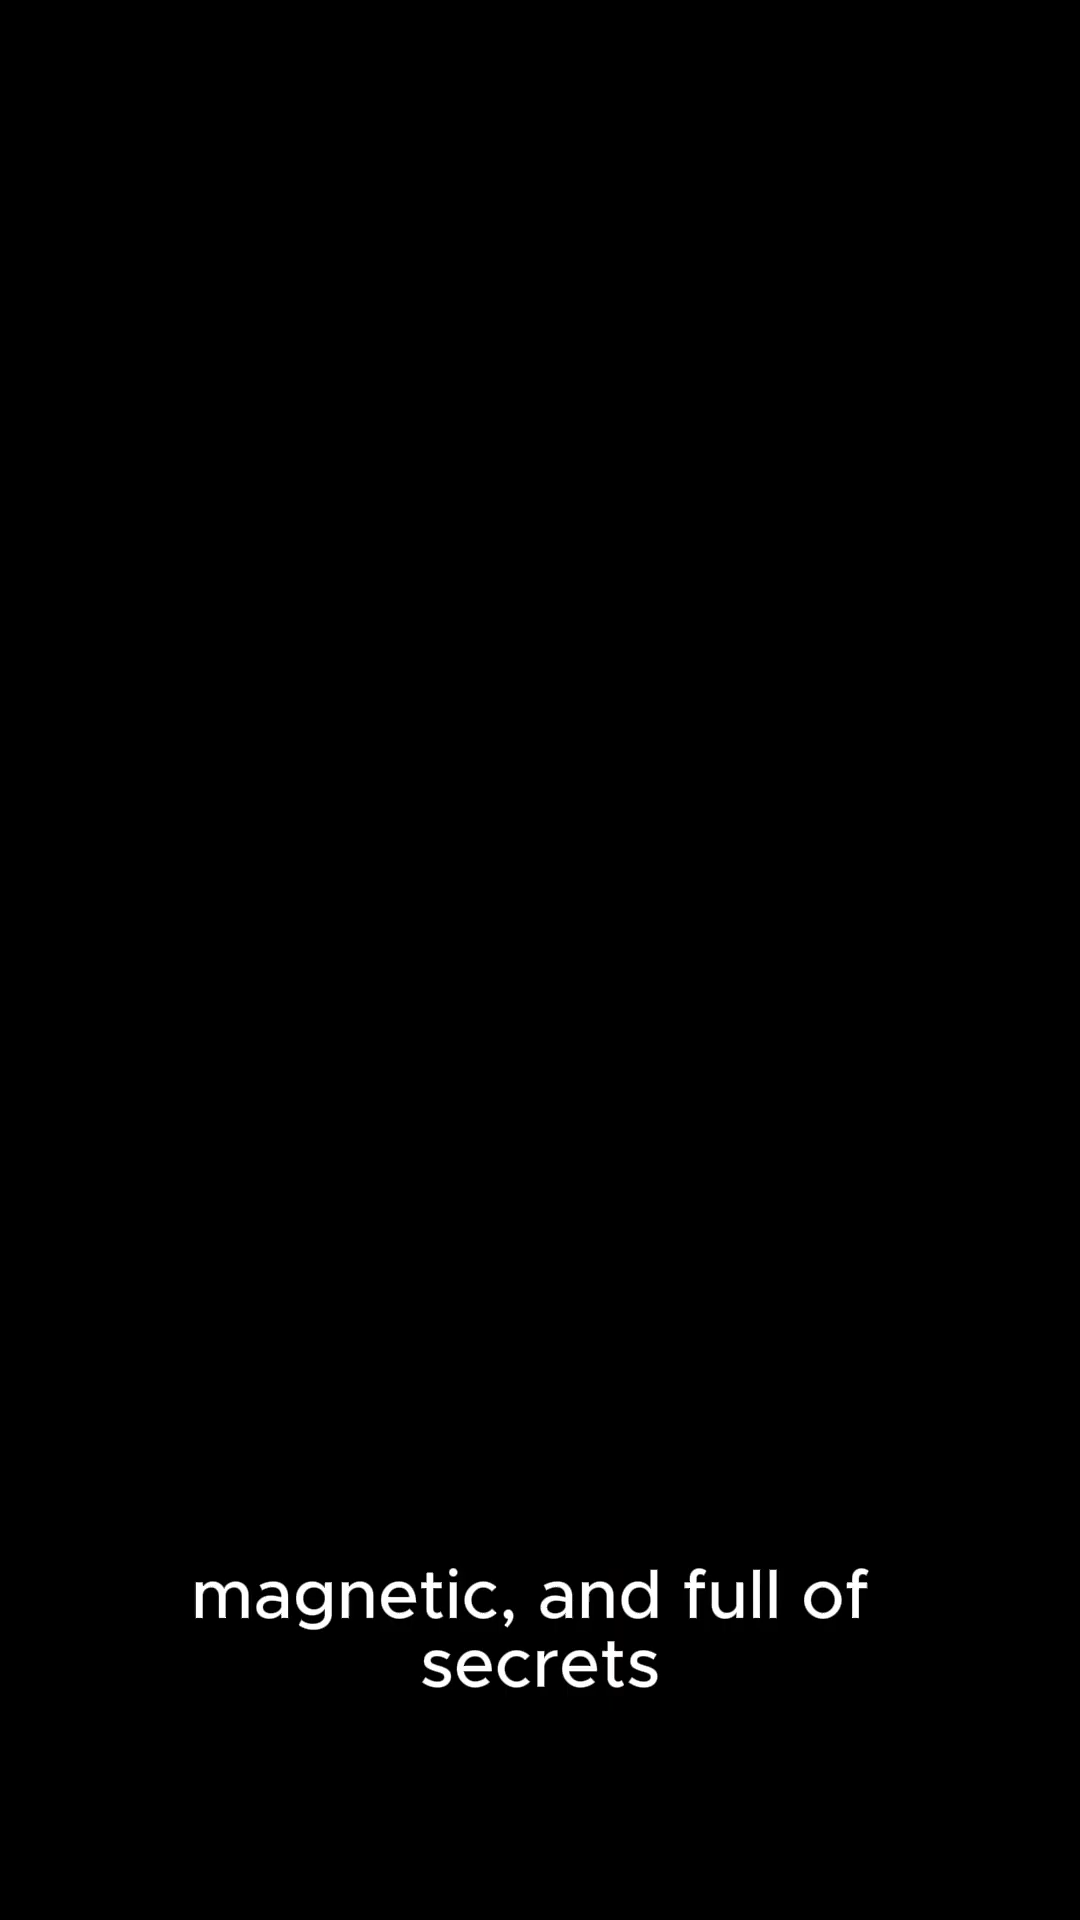 magnetic, and full of
secrets